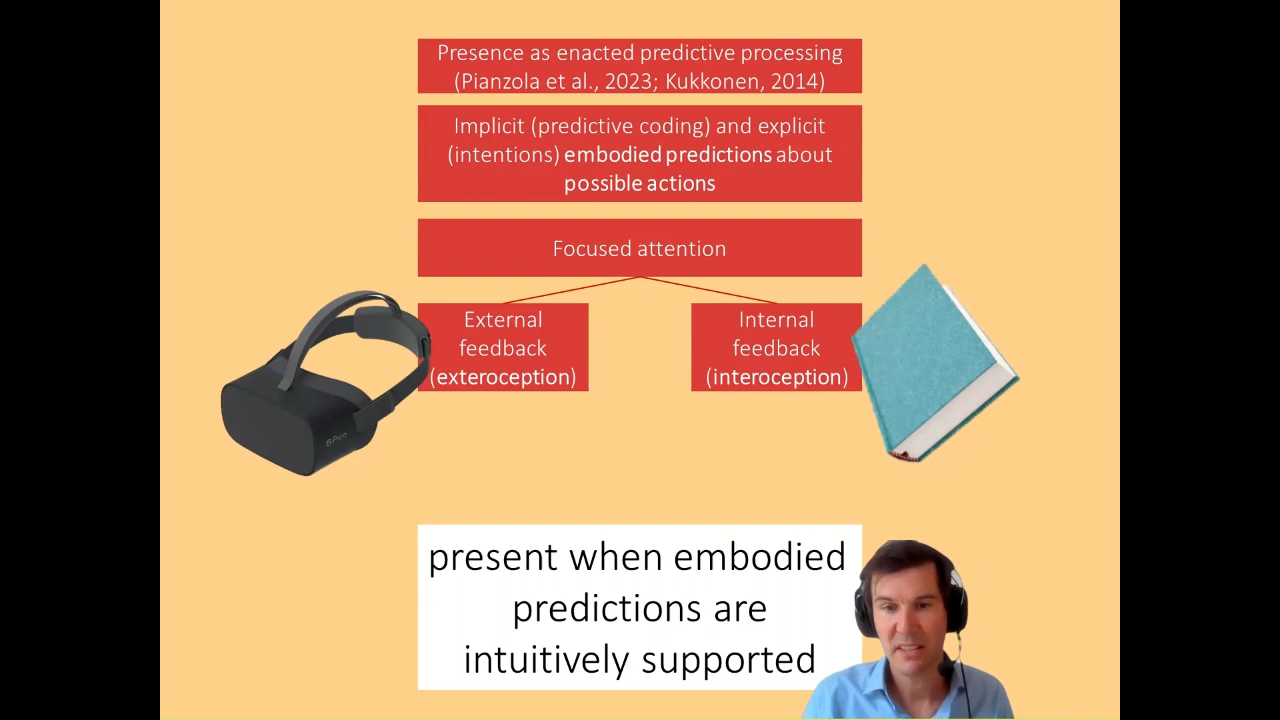 Presence as enacted predictive processing
(Pianzola et al., 2023; Kukkonen, 2014)
Implicit (predictive coding) and explicit
(intentions) embodied predictions about
possible actions
Focused attention
External
feedback
(exteroception)
Internal
feedback
(interoception)
Pico
present when embodied
predictions are
intuitively supported